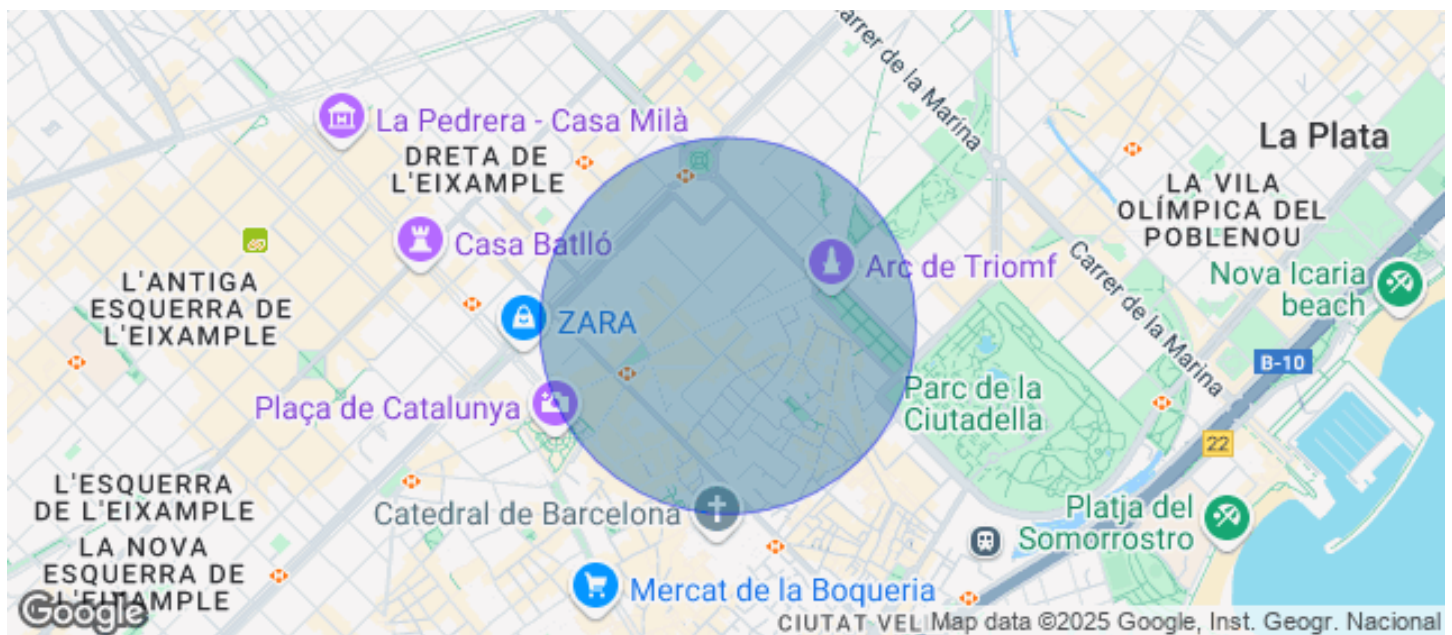 Carrer de la Marina
La Pedrera - Casa Milà
La Plata
DRETA DE
L'EIXAMPLE
LA VILA
OLÍMPICA DEL
POBLENOU
Casa Batlló
Arc de Triomf
Carrer de la Marina
Nova Icaria
beach
L'ANTIGA
ESQUERRA DE
L'EIXAMPLE
ZARA
B-10
Plaça de Catalunya
Parc de la
Ciutadella
22
L'ESQUERRA
DE L'EIXAMPLE
Catedral de Barcelona
Platja del
Somorrostro
LA NOVA
ESQUERRA DE
L'EIXAMPLE
Mercat de la Boqueria
Google
CIUTAT VEL
Map data ©2025 Google, Inst. Geogr. Nacional